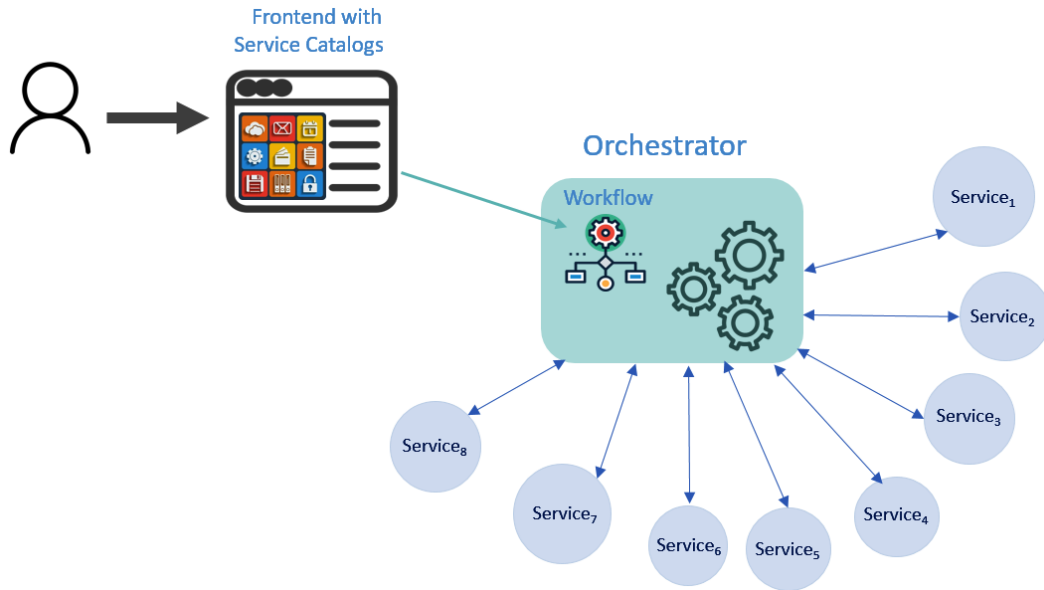 Frontend with
Service Catalogs
Orchestrator
Workflow
Service₁
Service₂
Service₃
Service₄
Service₅
Service₆
Service₇
Service₈